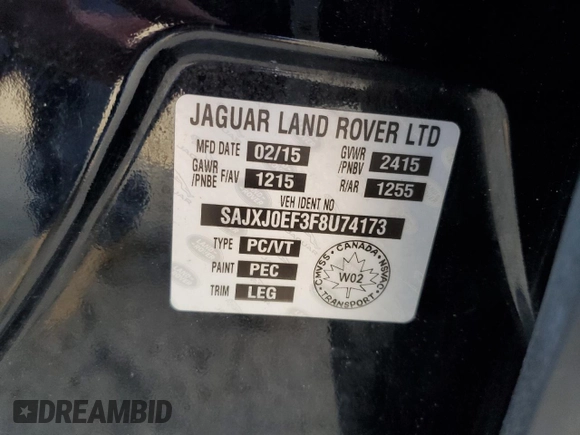 JAGUAR LAND ROVER LTD
MFD DATE 02/15 GVWR /PNBV 2415
GAWR /PNBE F/AV 1215 R/AR 1255
VEH IDENT NO
SAJXJ0EF3F8U74173
TYPE PC/VT
PAINT PEC
TRIM LEG
CANADA
CMVSS NSVAC
W02
TRANSPORT
DREAMBID